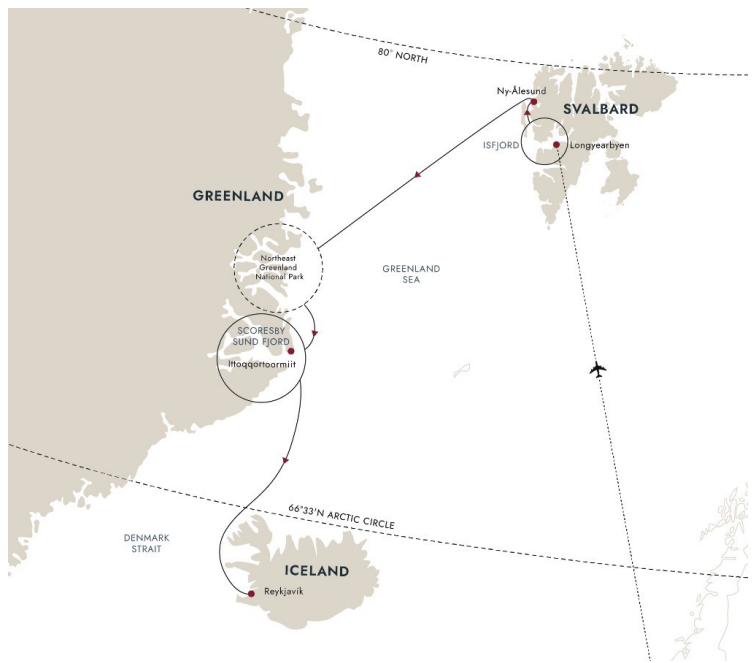 80° NORTH
Ny-Ålesund
SVALBARD
ISFJORD
Longyearbyen
GREENLAND
Northeast
Greenland
National Park
GREENLAND
SEA
SCORESBY
SUND FJORD
Ittoqqortoormiit
66°33'N ARCTIC CIRCLE
DENMARK
STRAIT
ICELAND
Reykjavík